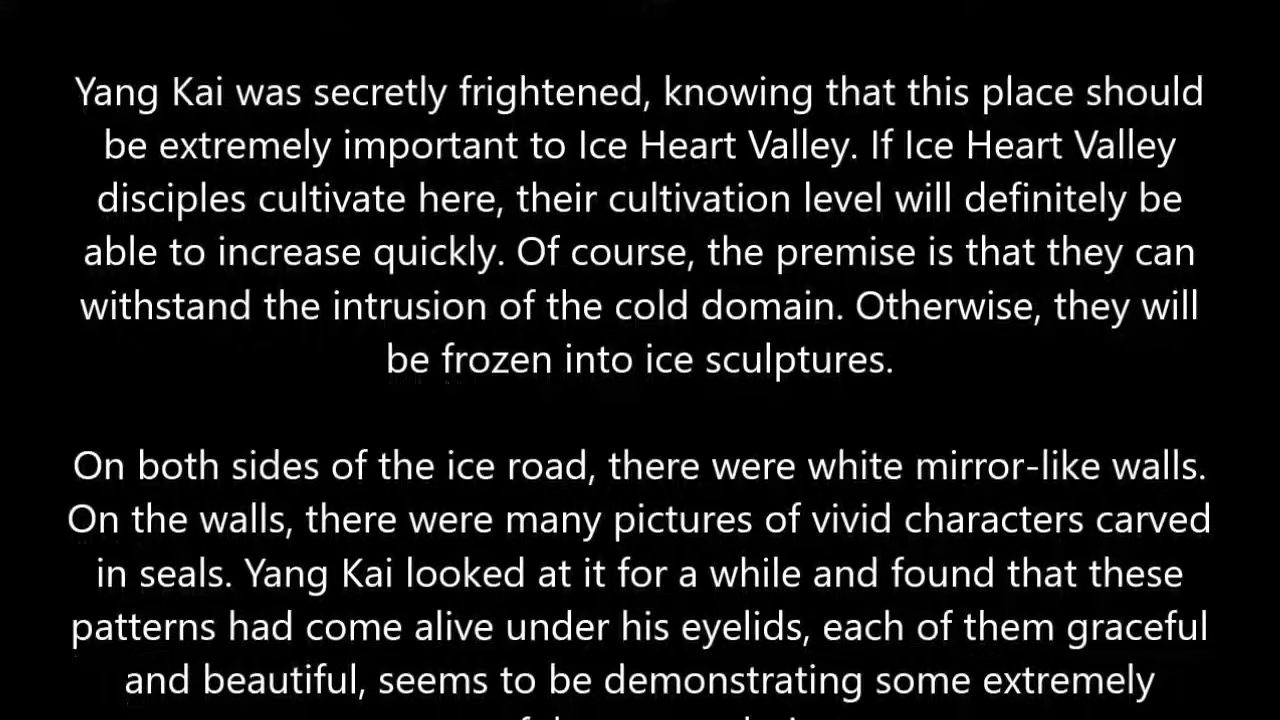 Yang Kai was secretly frightened, knowing that this place should
be extremely important to Ice Heart Valley. If Ice Heart Valley
disciples cultivate here, their cultivation level will definitely be
able to increase quickly. Of course, the premise is that they can
withstand the intrusion of the cold domain. Otherwise, they will
be frozen into ice sculptures.
On both sides of the ice road, there were white mirror-like walls.
On the walls, there were many pictures of vivid characters carved
in seals. Yang Kai looked at it for a while and found that these
patterns had come alive under his eyelids, each of them graceful
and beautiful, seems to be demonstrating some extremely